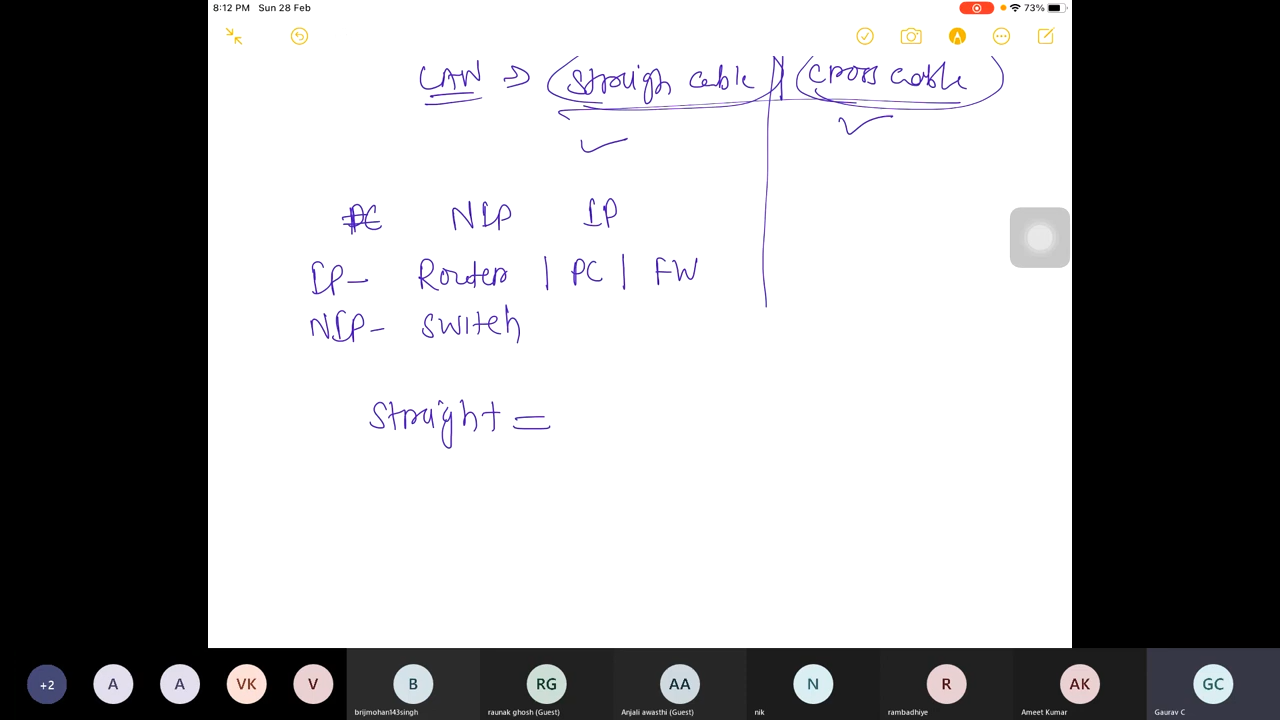 8:12 PM Sun 28 Feb 73%
LAN ⇒ (Straigh cable) | (cross cable)
PC NIP IP
IP- Router | PC | FW
NIP- Switch
Straight =
+2 A A VK V B RG AA N R AK GC
brijmohan143singh raunak ghosh (Guest) Anjali awasthi (Guest) nik rambadhiye Ameet Kumar Gaurav C